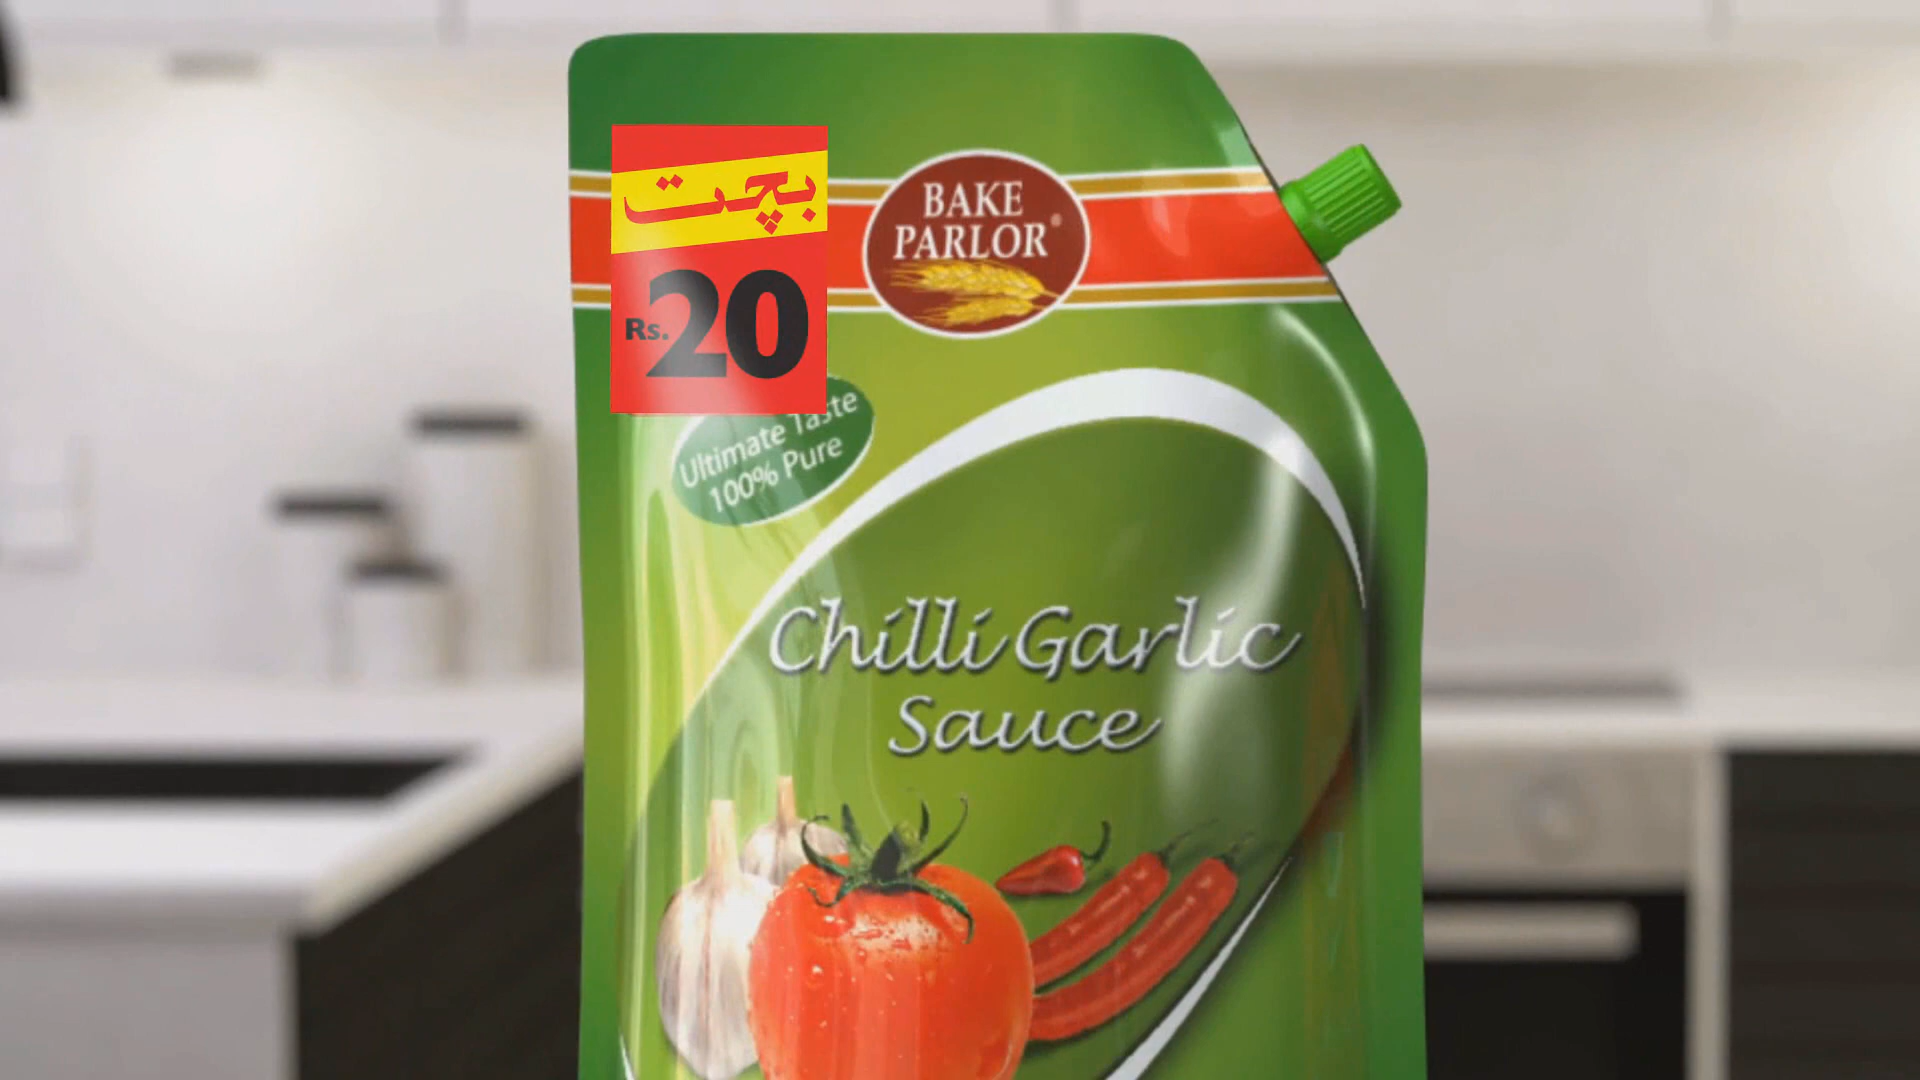 بچت
Rs.20
BAKE
PARLOR®
Ultimate Taste
100% Pure
Chilli Garlic
Sauce